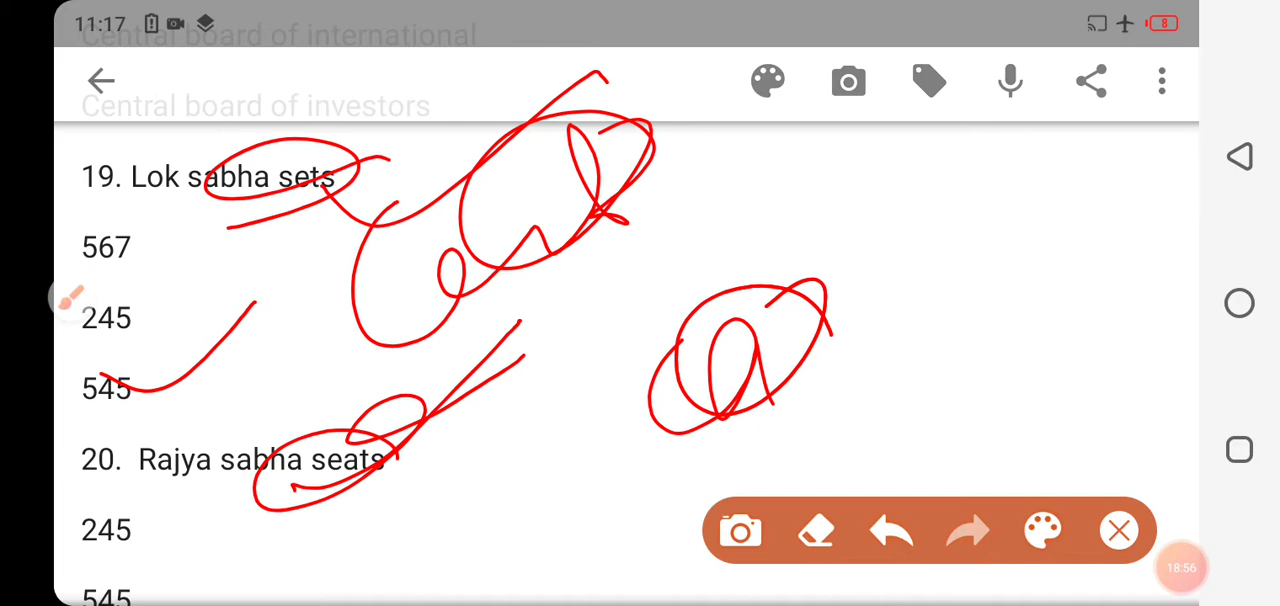 11:17
8
Central board of international
Central board of investors
19. Lok sabha sets
567
245
545
20. Rajya sabha seats
245
545
18:56